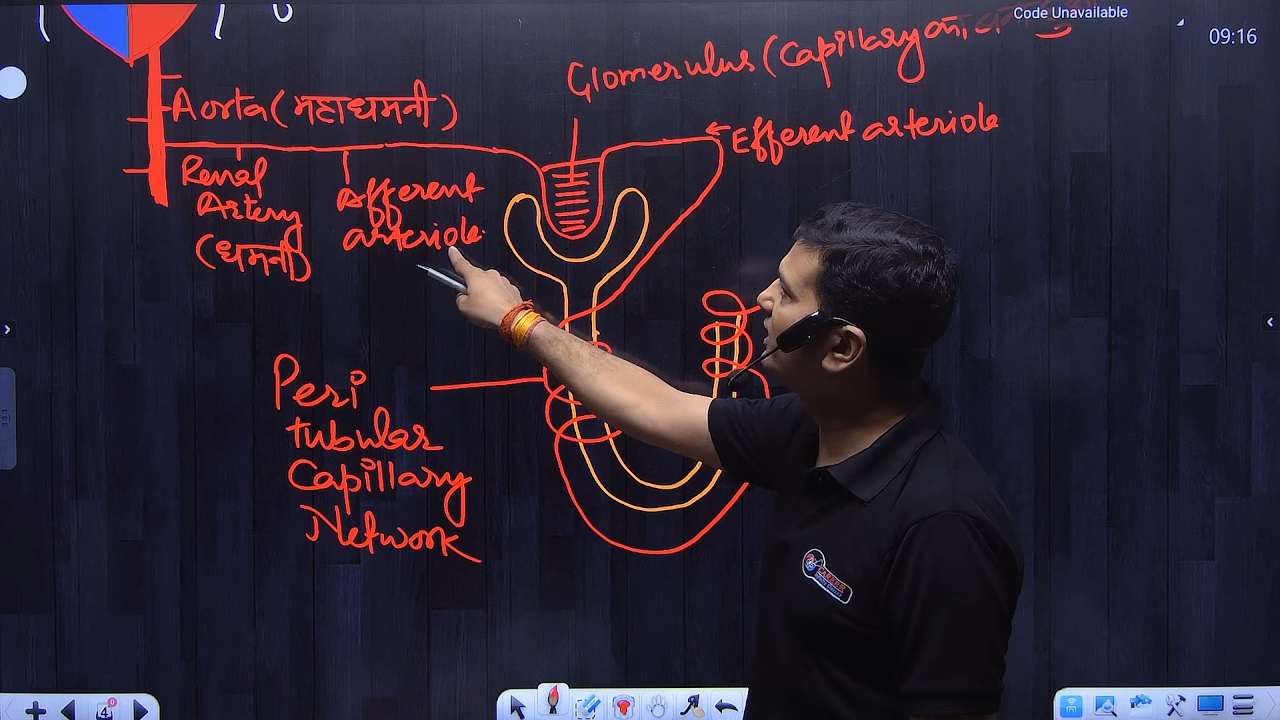 Code Unavailable
09:16
Glomerulus (Capillary का
Aorta (महाधमनी)
Efferent arteriole
Renal
Artery
(धमनी)
Afferent
arteriole
Peri
tubular
Capillary
Network
4